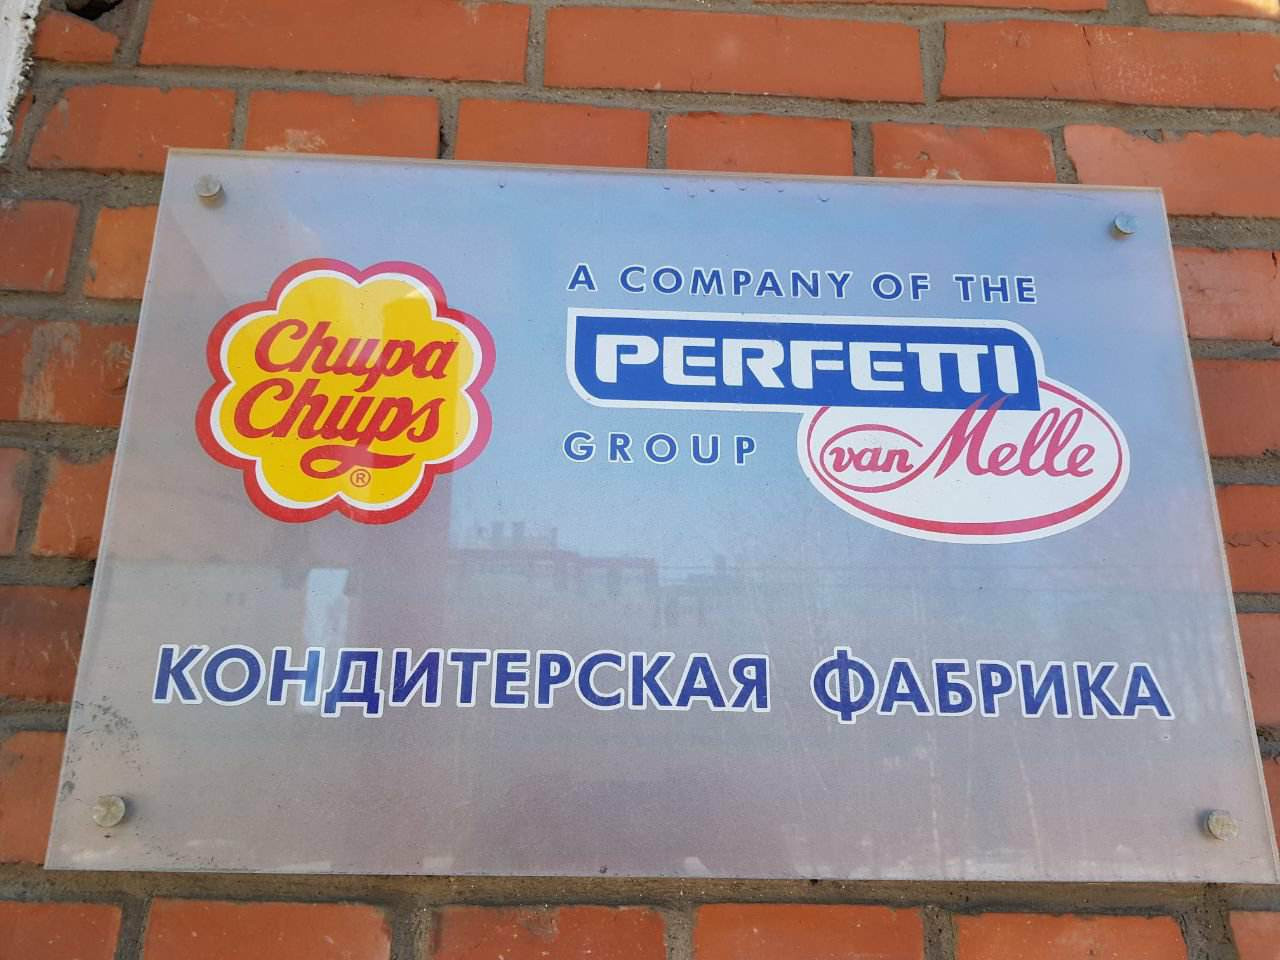 Chupa
Chups
®
A COMPANY OF THE
PERFETTI
GROUP
van Melle
КОНДИТЕРСКАЯ ФАБРИКА